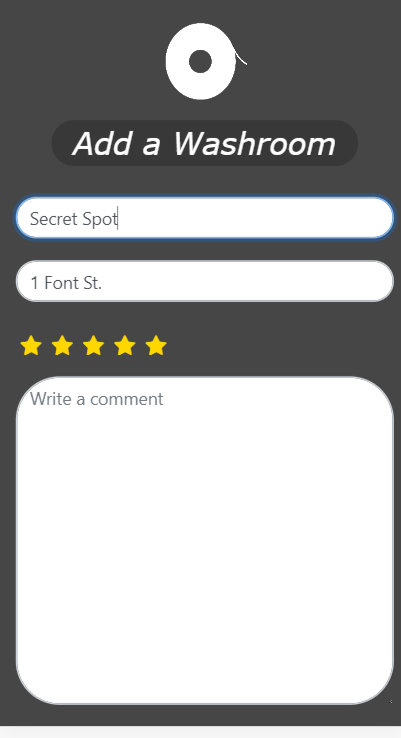 Add a Washroom
Secret Spot
1 Font St.
Write a comment